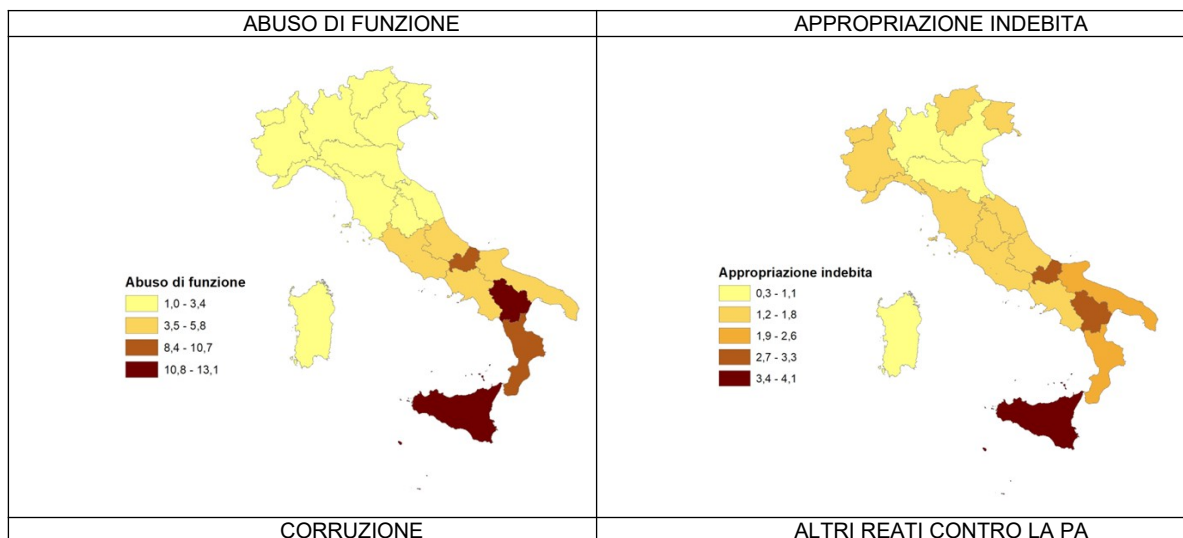 ABUSO DI FUNZIONE
APPROPRIAZIONE INDEBITA
Abuso di funzione
1,0 - 3,4
3,5 - 5,8
8,4 - 10,7
10,8 - 13,1
Appropriazione indebita
0,3 - 1,1
1,2 - 1,8
1,9 - 2,6
2,7 - 3,3
3,4 - 4,1
CORRUZIONE
ALTRI REATI CONTRO LA PA